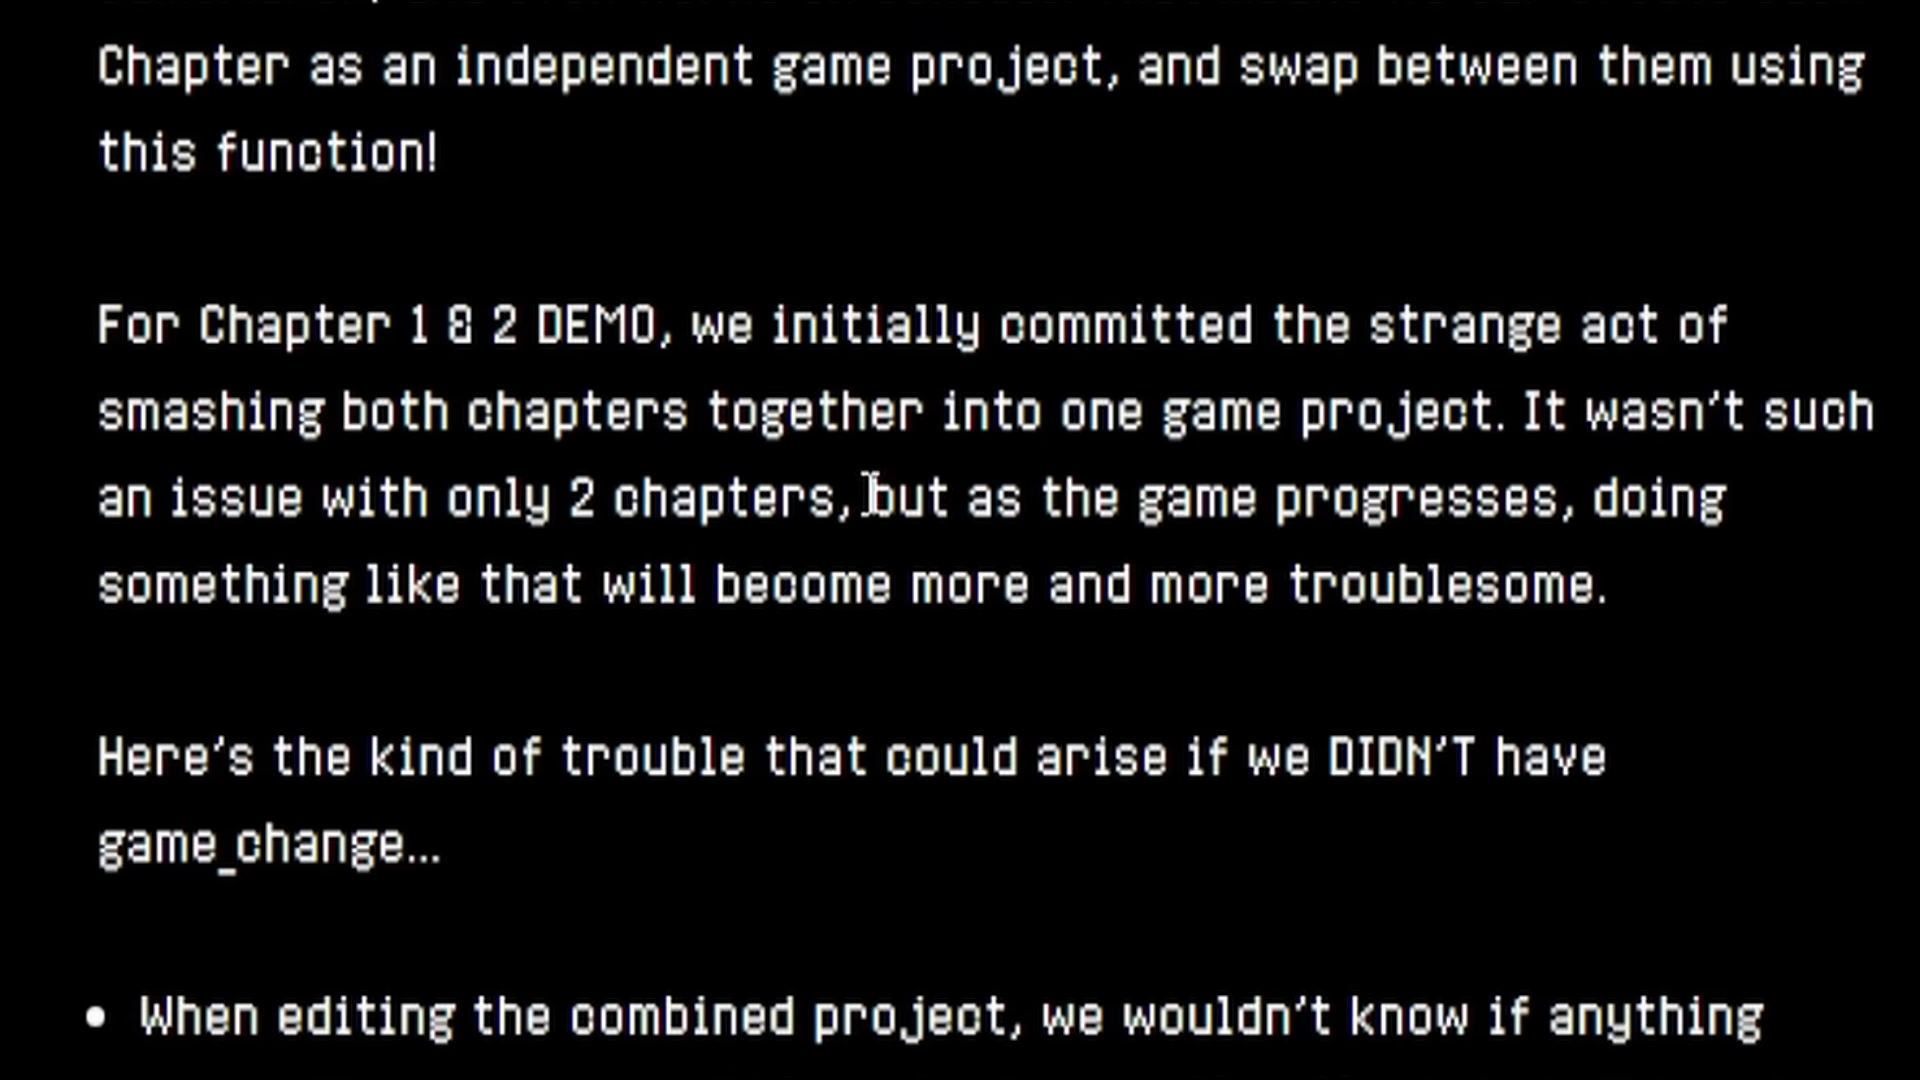 Chapter as an independent game project, and swap between them using
this function!
For Chapter 1 & 2 DEMO, we initially committed the strange act of
smashing both chapters together into one game project. It wasn't such
an issue with only 2 chapters, but as the game progresses, doing
something like that will become more and more troublesome.
Here's the kind of trouble that could arise if we DIDN'T have
game_change...
• When editing the combined project, we wouldn't know if anything